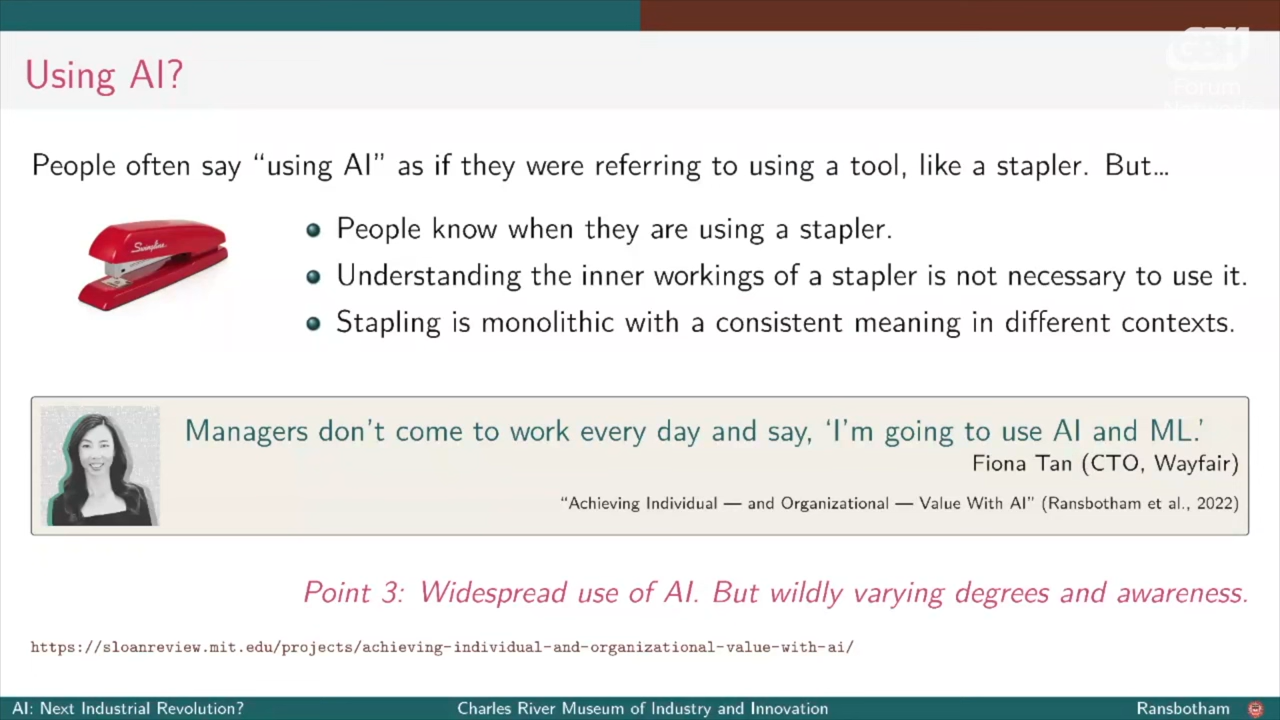 Using AI?
GBH
Forum
Network
People often say “using AI” as if they were referring to using a tool, like a stapler. But…
Swingline
• People know when they are using a stapler.
• Understanding the inner workings of a stapler is not necessary to use it.
• Stapling is monolithic with a consistent meaning in different contexts.
Managers don’t come to work every day and say, ‘I’m going to use AI and ML.’
Fiona Tan (CTO, Wayfair)
“Achieving Individual — and Organizational — Value With AI” (Ransbotham et al., 2022)
Point 3: Widespread use of AI. But wildly varying degrees and awareness.
https://sloanreview.mit.edu/projects/achieving-individual-and-organizational-value-with-ai/
AI: Next Industrial Revolution? Charles River Museum of Industry and Innovation Ransbotham